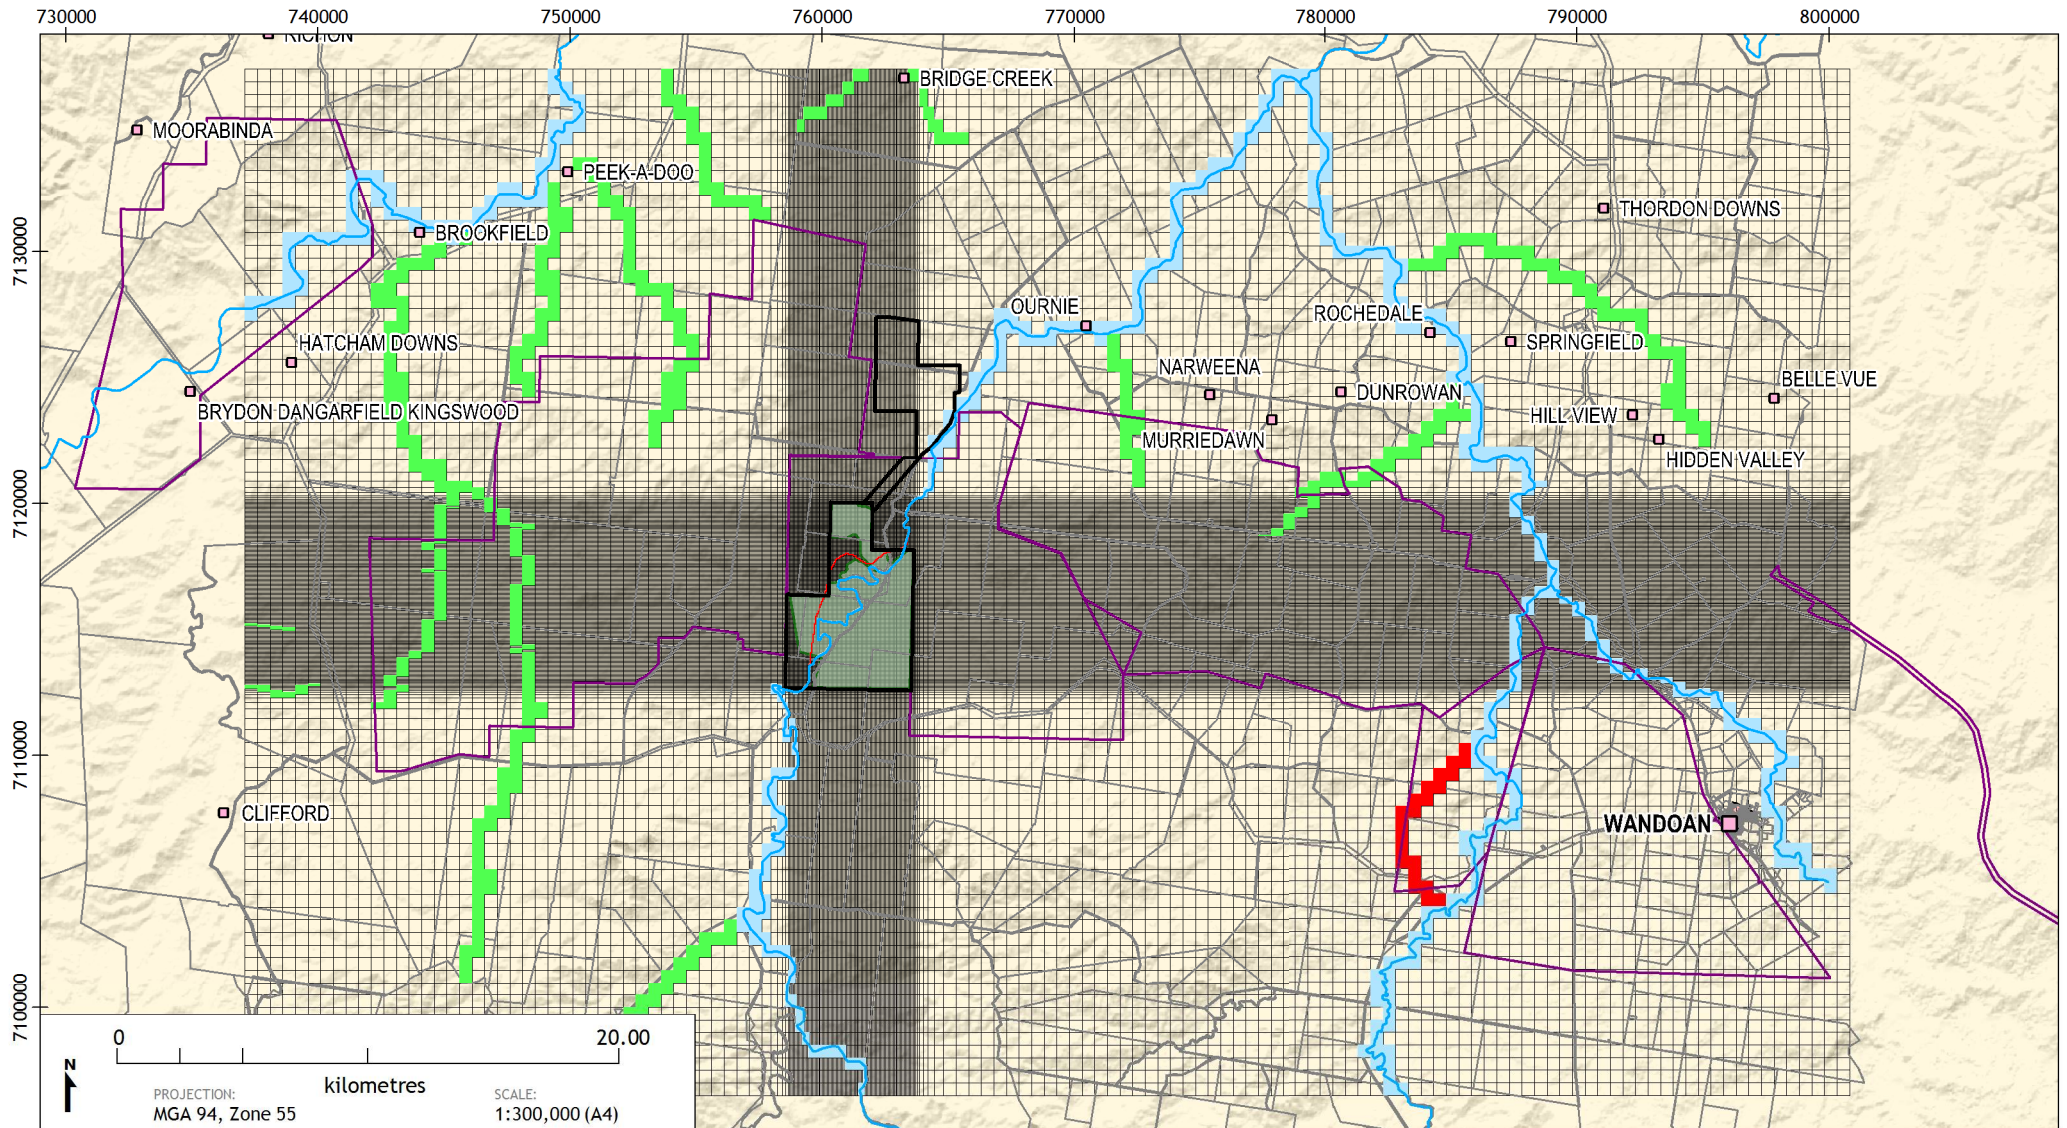 730000
740000
750000
760000
770000
780000
790000
800000
RICHON
BRIDGE CREEK
MOORABINDA
PEEK-A-DOO
THORDON DOWNS
7130000
BROOKFIELD
OURNIE
ROCHEDALE
HATCHAM DOWNS
SPRINGFIELD
NARWEENA
BELLE VUE
DUNROWAN
BRYDON DANGARFIELD KINGSWOOD
HILL VIEW
MURRIEDAWN
HIDDEN VALLEY
7120000
7110000
CLIFFORD
WANDOAN
7100000
0
20.00
kilometres
N
PROJECTION:
MGA 94, Zone 55
SCALE:
1:300,000 (A4)